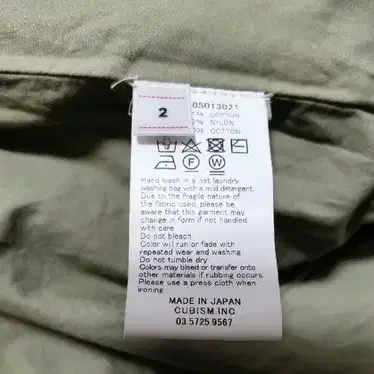 2
05013021
% COTTON
% NYLON
% COTTON
Hand wash in a net laundry
washing bag with a mild detergent.
Due to the fragile nature of
the fabric used, please be
aware that this garment may
change in form if not handled
with care
Do not bleach.
Color will run or fade with
repeated wear and washing
Do not tumble dry
Colors may bleed or transfer onto
other materials if rubbing occurs.
Please use a press cloth when
ironing.
MADE IN JAPAN
CUBISM.INC
03.5725.9567